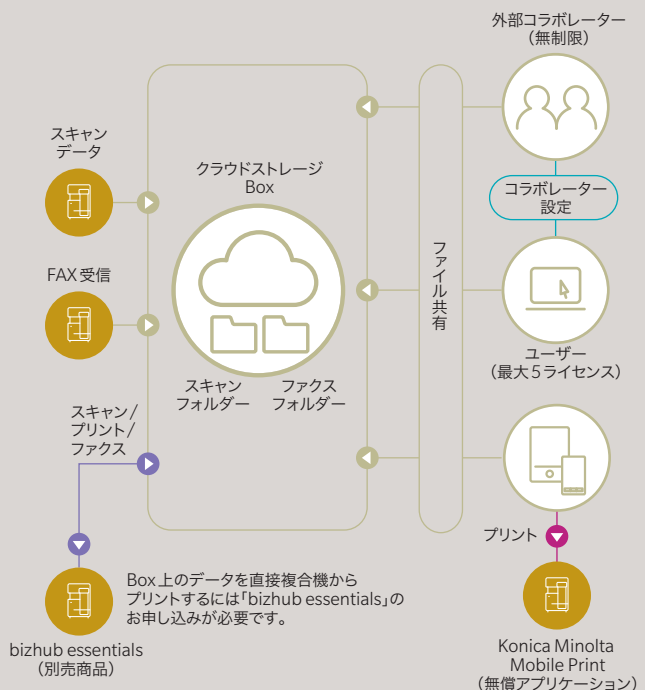 外部コラボレーター
（無制限）
スキャン
データ
クラウドストレージ
Box
コラボレーター
設定
FAX 受信
ファイル共有
ユーザー
（最大5ライセンス）
スキャン
フォルダー
ファクス
フォルダー
スキャン/
プリント/
ファクス
プリント
Box 上のデータを直接複合機から
プリントするには「bizhub essentials」の
お申し込みが必要です。
bizhub essentials
（別売商品）
Konica Minolta
Mobile Print
（無償アプリケーション）